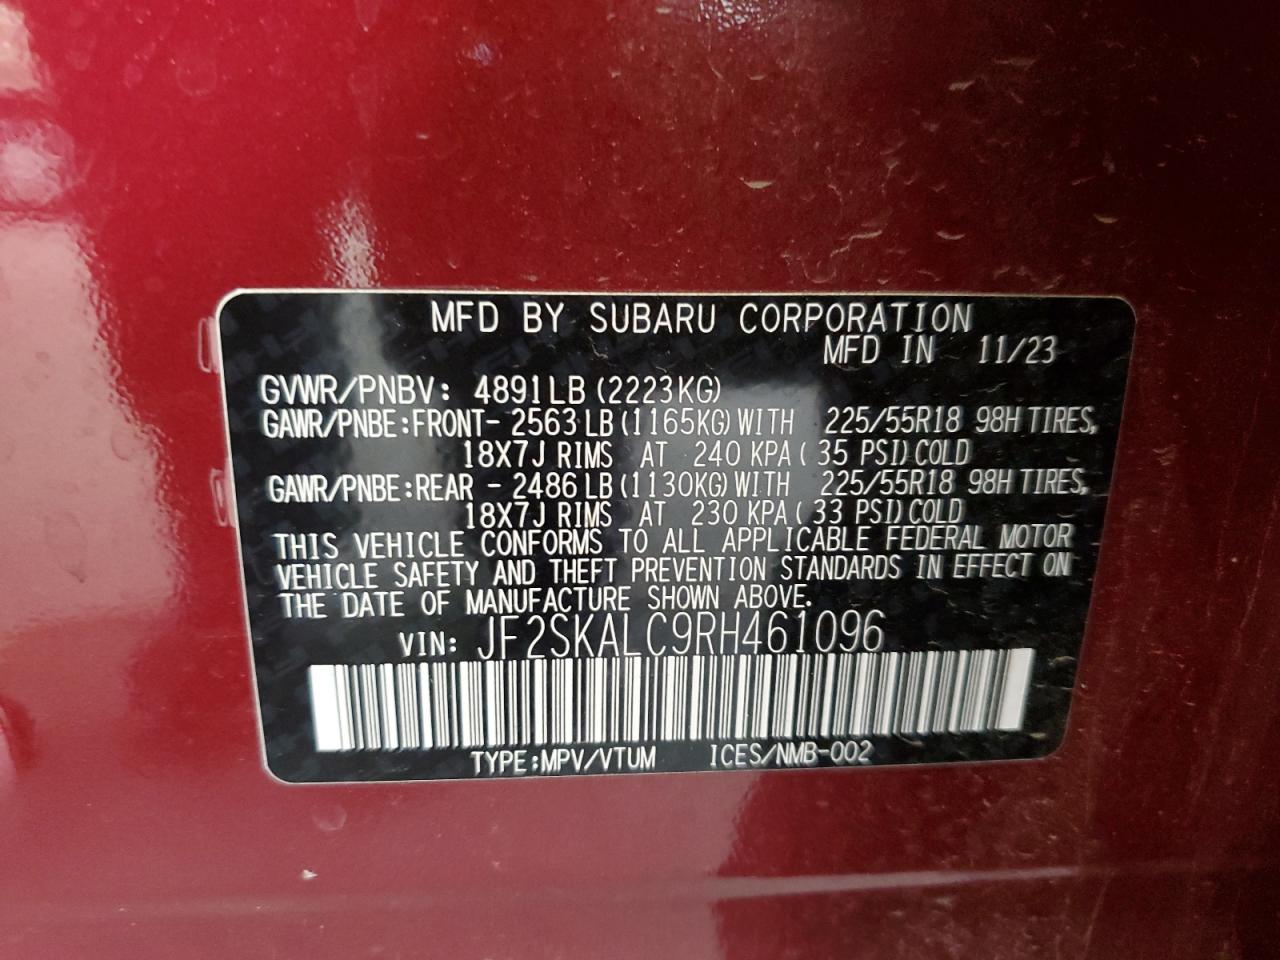 MFD BY SUBARU CORPORATION
MFD IN 11/23
GVWR/PNBV: 4891LB (2223KG)
GAWR/PNBE:FRONT- 2563 LB (1165KG) WITH 225/55R18 98H TIRES,
18X7J RIMS AT 240 KPA ( 35 PSI) COLD
GAWR/PNBE:REAR - 2486 LB (1130KG) WITH 225/55R18 98H TIRES,
18X7J RIMS AT 230 KPA ( 33 PSI) COLD
THIS VEHICLE CONFORMS TO ALL APPLICABLE FEDERAL MOTOR
VEHICLE SAFETY AND THEFT PREVENTION STANDARDS IN EFFECT ON
THE DATE OF MANUFACTURE SHOWN ABOVE.
VIN: JF2SKALC9RH461096
TYPE:MPV/VTUM ICES/NMB-002